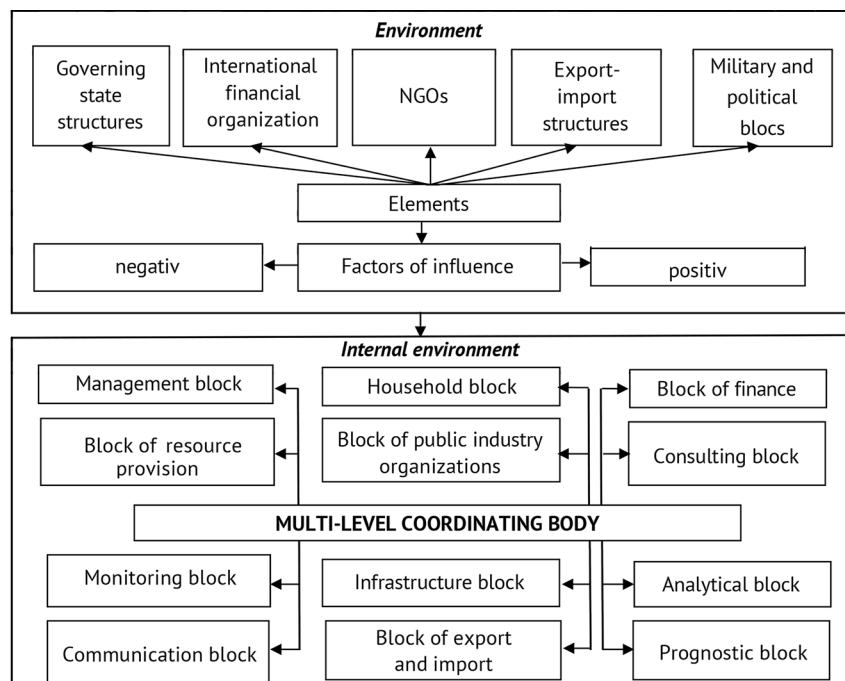 Environment
Governing
state
structures
International
financial
organization
NGOs
Export-
import
structures
Military and
political
blocs
Elements
negativ
Factors of influence
positiv
Internal environment
Management block
Household block
Block of finance
Block of resource
provision
Block of public industry
organizations
Consulting block
MULTI-LEVEL COORDINATING BODY
Monitoring block
Infrastructure block
Analytical block
Communication block
Block of export
and import
Prognostic block